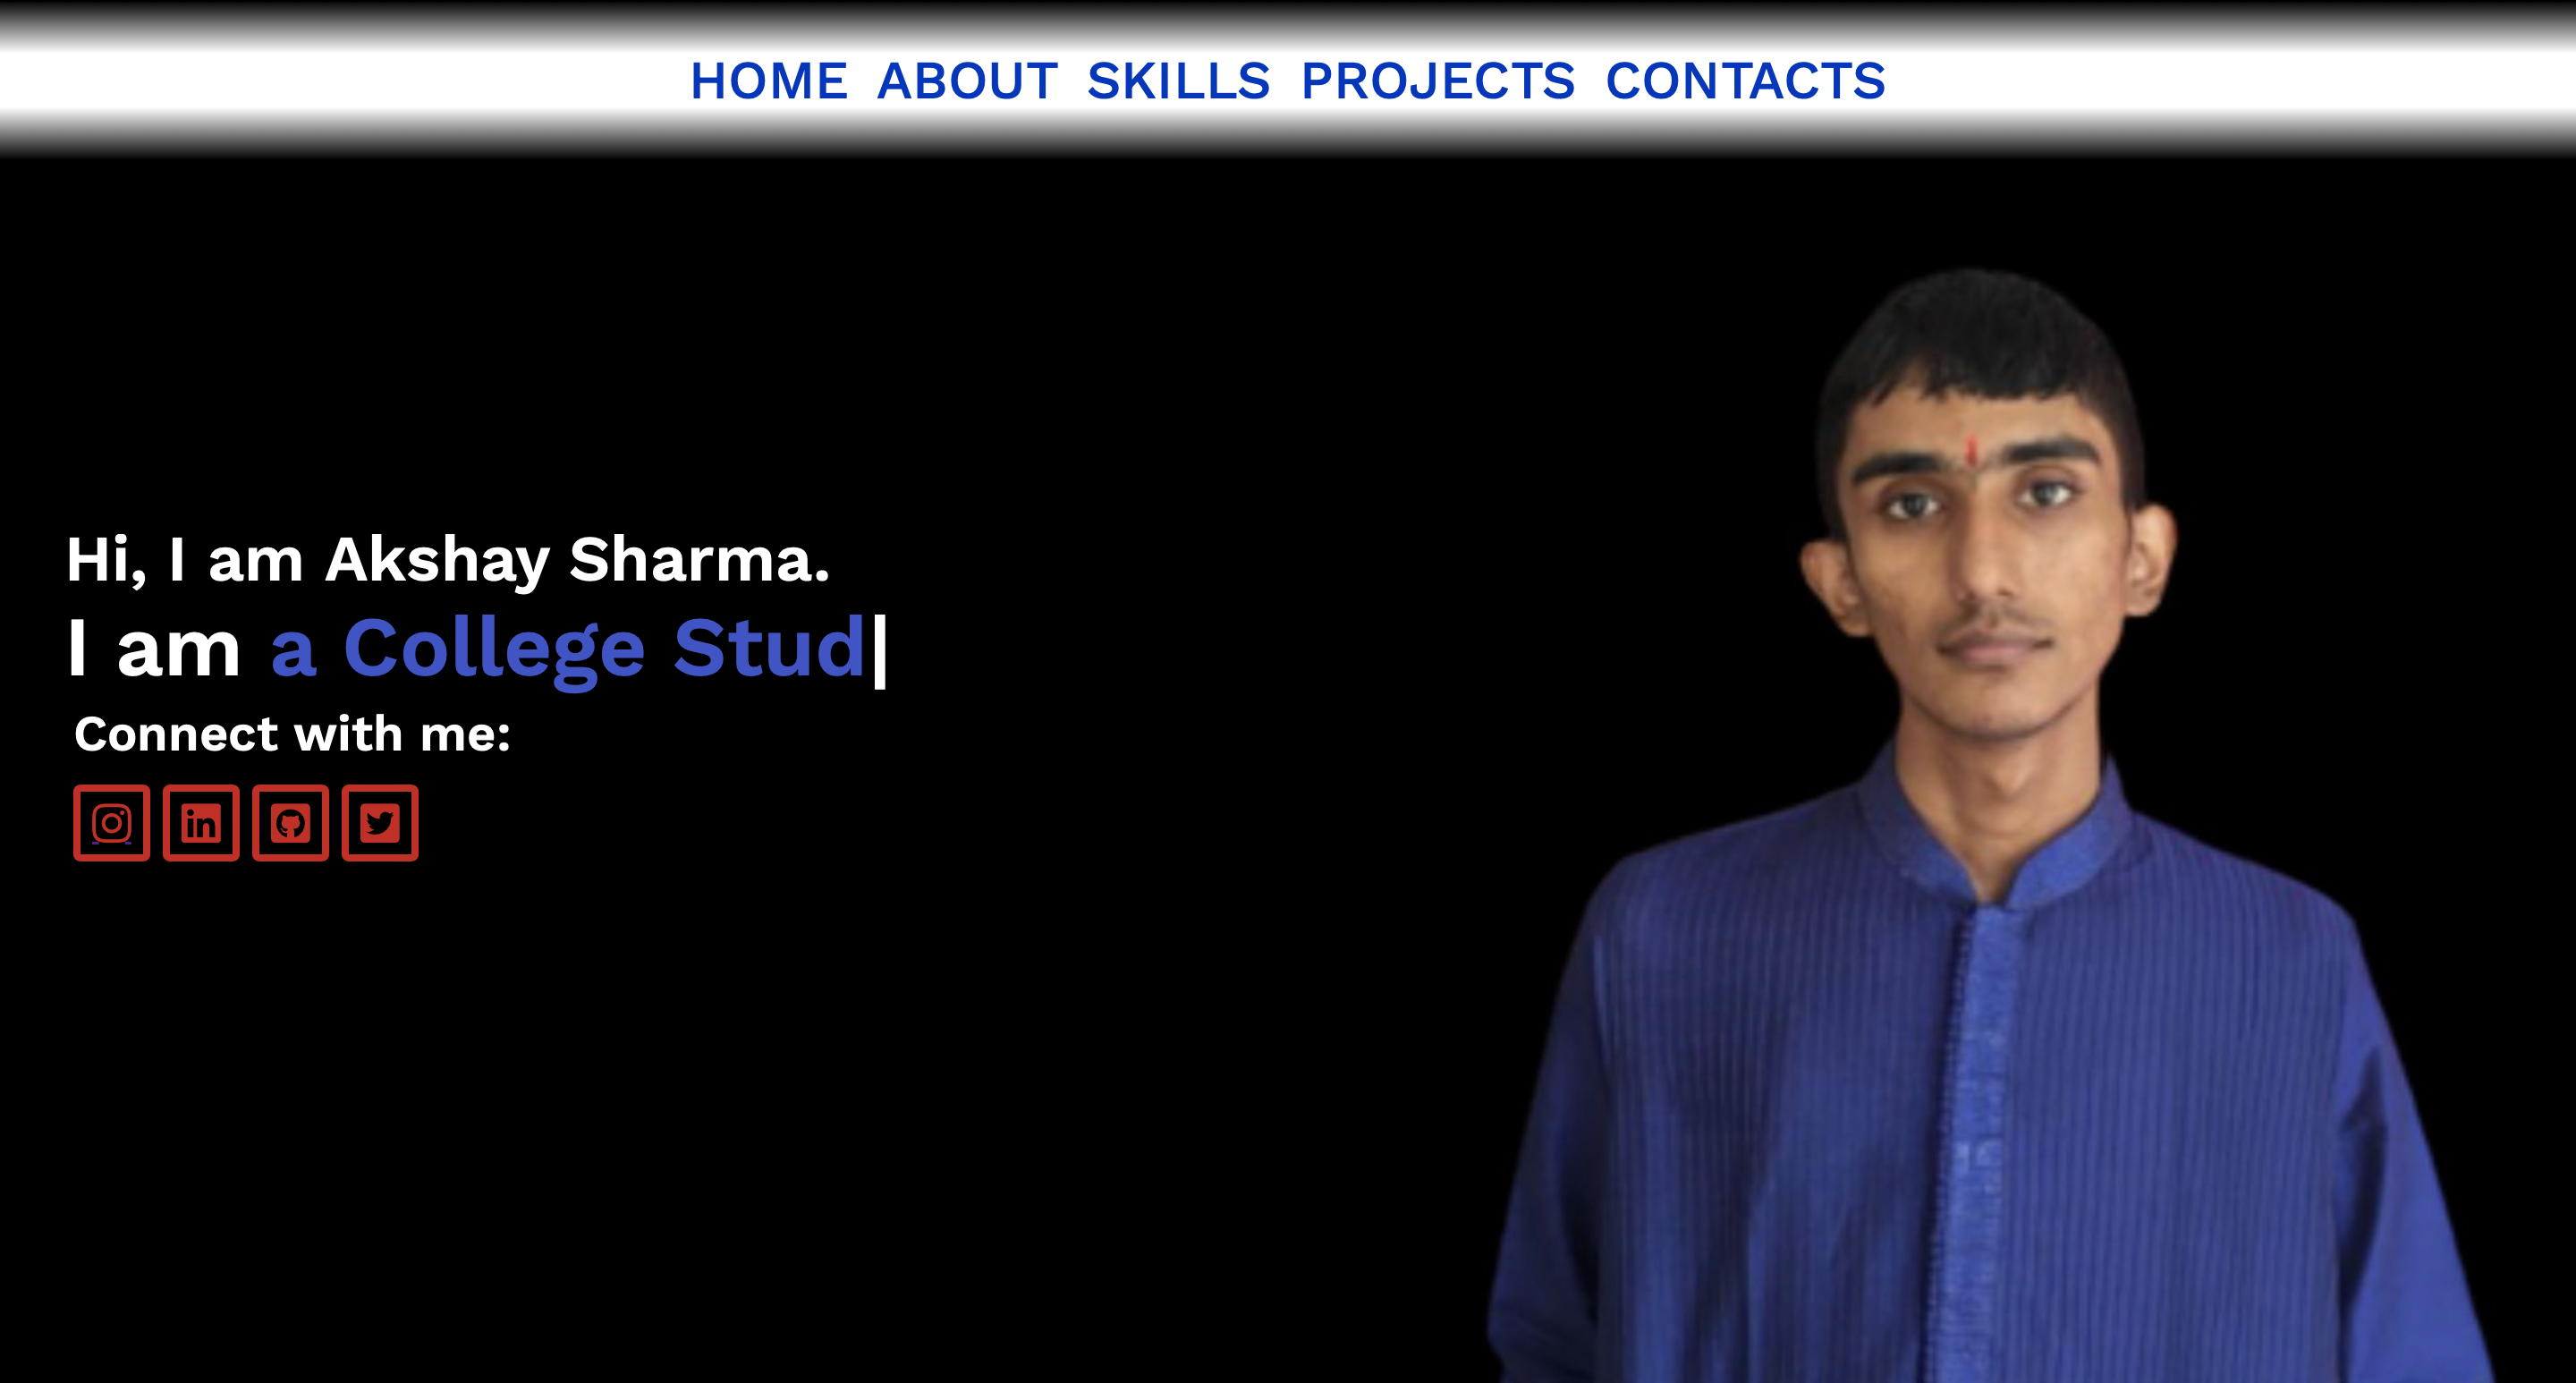 HOME ABOUT SKILLS PROJECTS CONTACTS
Hi, I am Akshay Sharma.
I am a College Stud|
Connect with me: